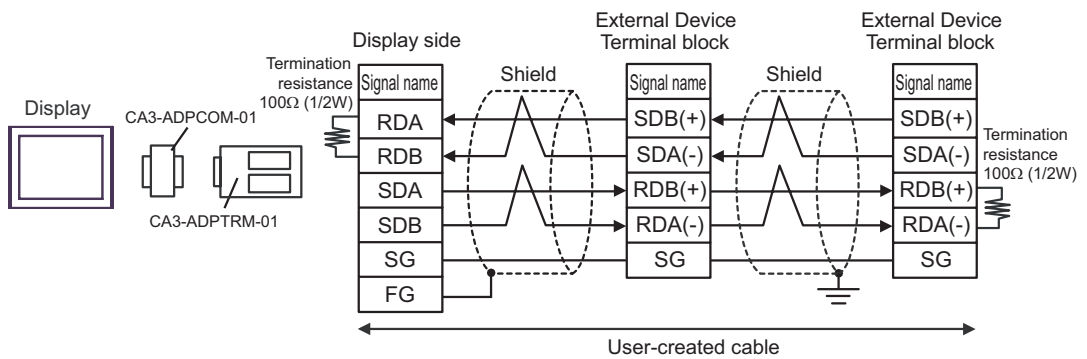 External Device
Terminal block
External Device
Terminal block
Display side
Termination
resistance
100Ω (1/2W)
Signal name
Shield
Signal name
Shield
Signal name
Display
CA3-ADPCOM-01
CA3-ADPTRM-01
RDA
SDB(+)
SDB(+)
RDB
SDA(-)
SDA(-)
Termination
resistance
100Ω (1/2W)
SDA
RDB(+)
RDB(+)
SDB
RDA(-)
RDA(-)
SG
SG
SG
FG
User-created cable